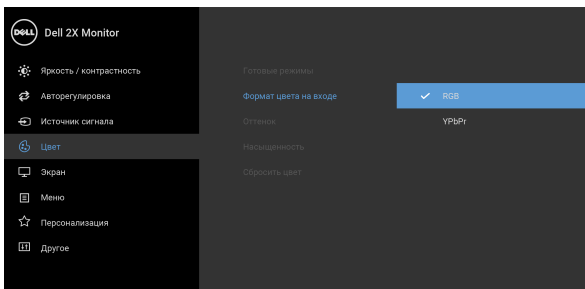 DELL
Dell 2X Monitor
Яркость / контрастность
Авторегулировка
Источник сигнала
Цвет
Экран
Меню
Персонализация
Другое
Готовые режимы
Формат цвета на входе
Оттенок
Насыщенность
Сбросить цвет
RGB
YPbPr